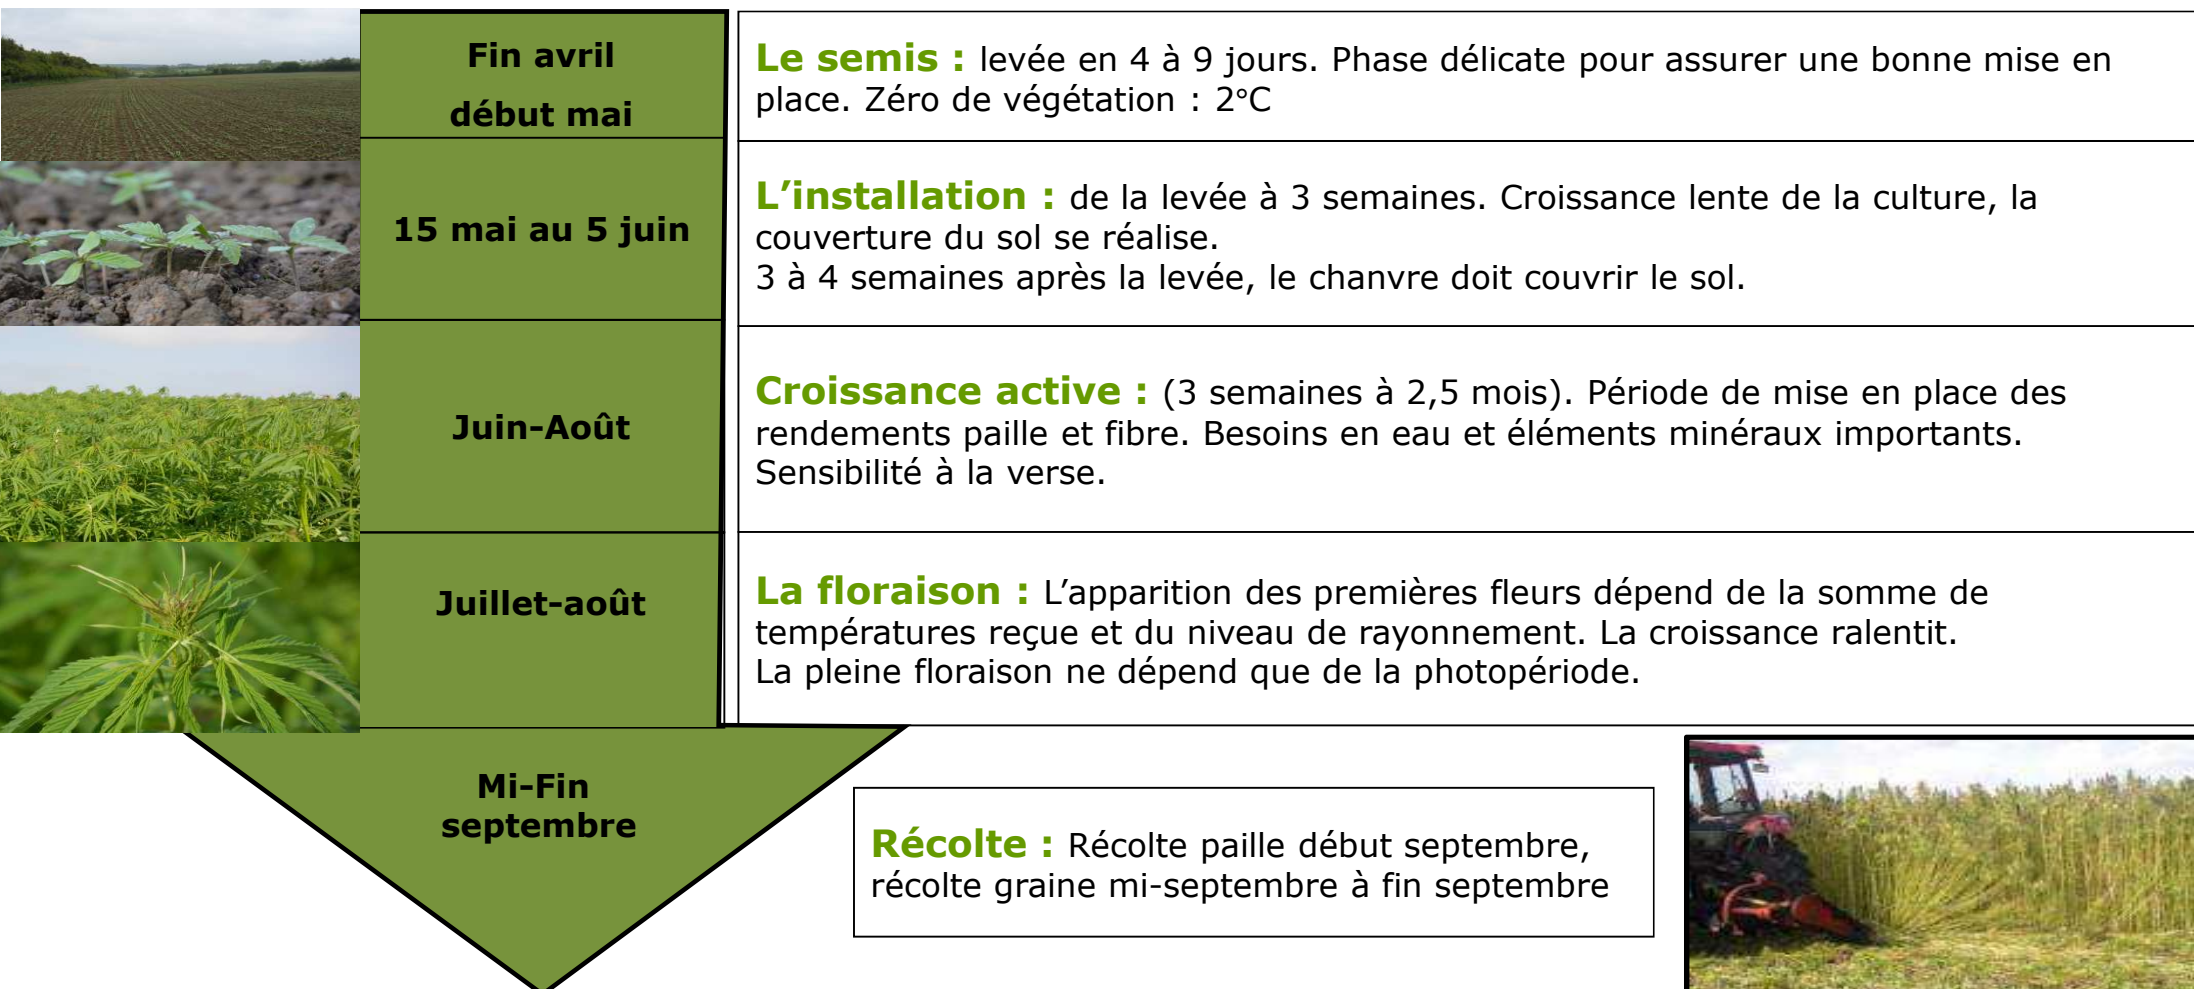 Fin avril
début mai
Le semis : levée en 4 à 9 jours. Phase délicate pour assurer une bonne mise en
place. Zéro de végétation : 2°C
15 mai au 5 juin
L’installation : de la levée à 3 semaines. Croissance lente de la culture, la
couverture du sol se réalise.
3 à 4 semaines après la levée, le chanvre doit couvrir le sol.
Juin-Août
Croissance active : (3 semaines à 2,5 mois). Période de mise en place des
rendements paille et fibre. Besoins en eau et éléments minéraux importants.
Sensibilité à la verse.
Juillet-août
La floraison : L’apparition des premières fleurs dépend de la somme de
températures reçue et du niveau de rayonnement. La croissance ralentit.
La pleine floraison ne dépend que de la photopériode.
Mi-Fin
septembre
Récolte : Récolte paille début septembre,
récolte graine mi-septembre à fin septembre